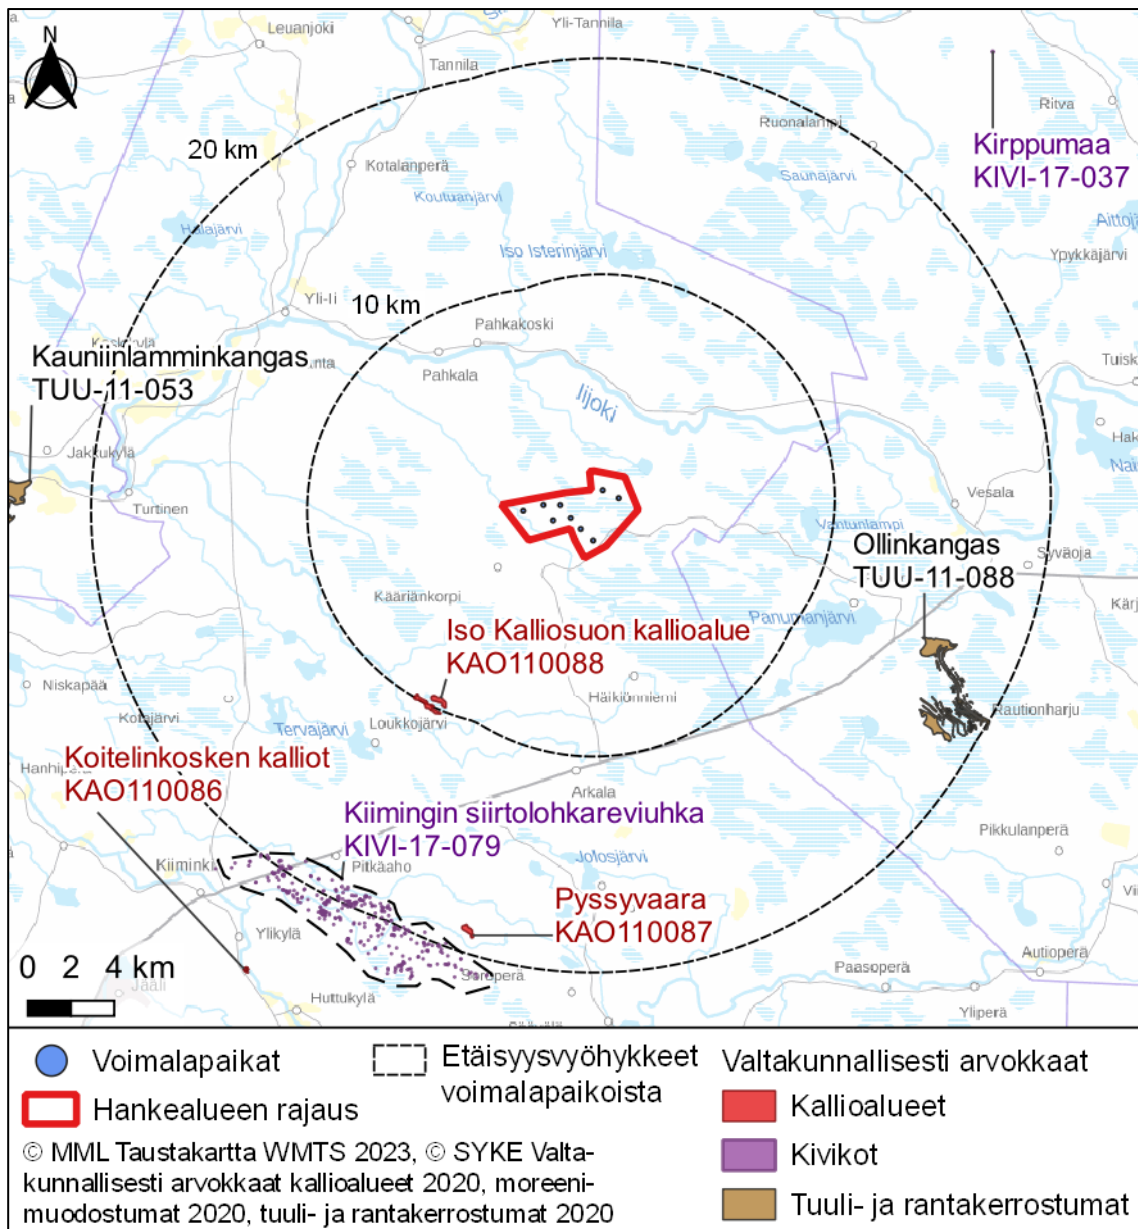 N
Leuanjoki
Yli-Tannila
Tannila
Ritva
Ruonalampi
20 km
Kirppumaa
KIVI-17-037
Kotalanperä
Koutuanjärvi
Saunajärvi
Halajärvi
Iso Isterinjärvi
Ypykkäjärvi
Yli-Ii
10 km
Pahkakoski
Kauniinlamminkangas
TUU-11-053
Pahkala
Iijoki
Jakkukylä
Turtinen
Vesala
Vantunlampi
Ollinkangas
TUU-11-088
Syväoja
Kääriänkorpi
Panumanjärvi
Iso Kalliosuon kallioalue
KAO110088
Niskapää
Häikiönniemi
Kotajärvi
Tervajärvi
Loukkojärvi
Rautionharju
Koitelinkosken kalliot
KAO110086
Arkala
Kiimingin siirtolohkareviuhka
KIVI-17-079
Pikkulanperä
Kiiminki
Pitkäaho
Jolosjärvi
Pyssyvaara
KAO110087
Ylikylä
0 2 4 km
Jääli
Autioperä
Paasoperä
Huttukylä
Yliperä
Voimalapaikat
Hankealueen rajaus
Etäisyysvyöhykkeet
voimalapaikoista
Valtakunnallisesti arvokkaat
Kallioalueet
Kivikot
Tuuli- ja rantakerrostumat
© MML Taustakartta WMTS 2023, © SYKE Valta-
kunnallisesti arvokkaat kallioalueet 2020, moreeni-
muodostumat 2020, tuuli- ja rantakerrostumat 2020